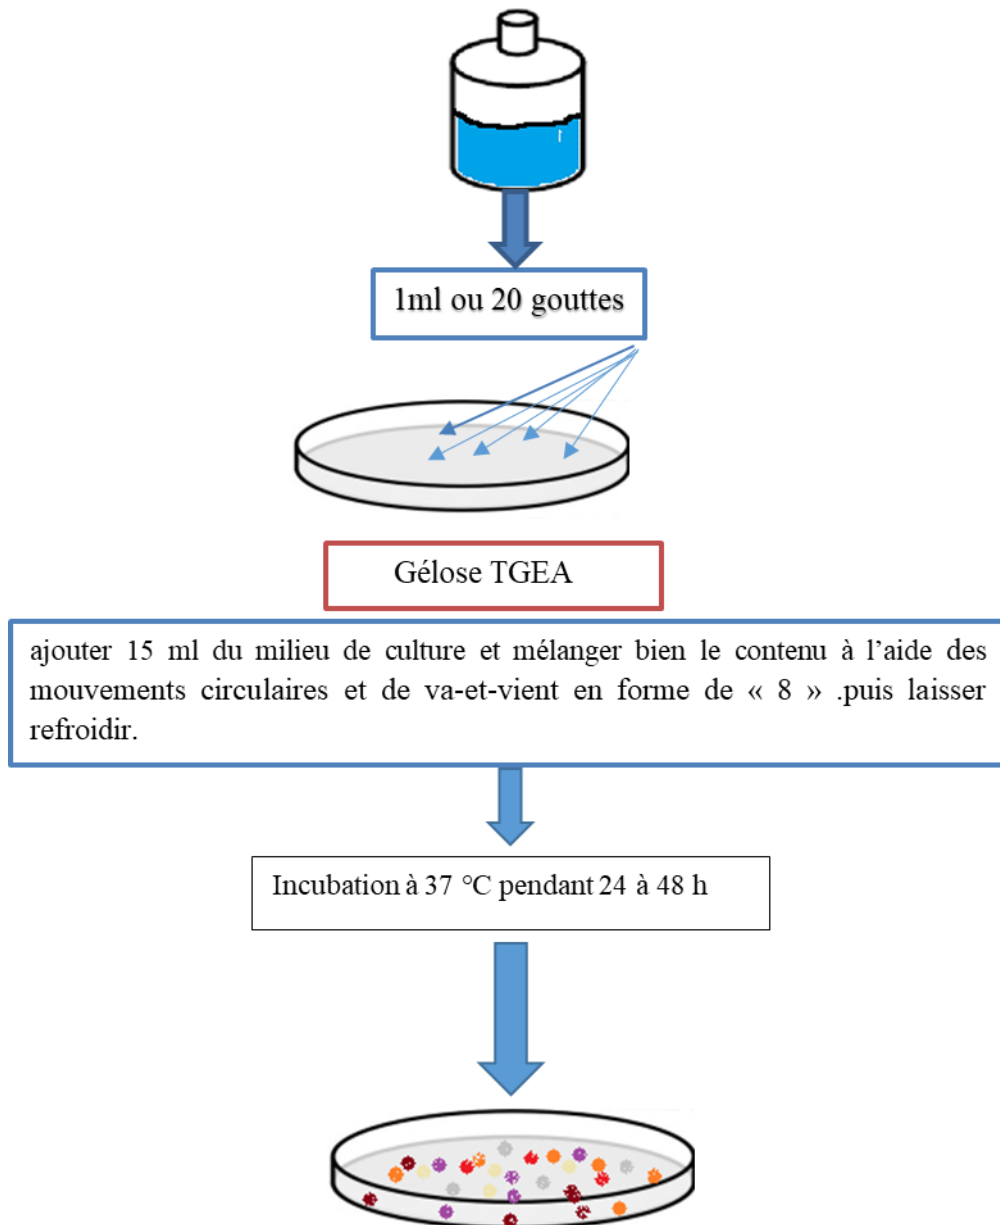 1ml ou 20 gouttes
Gélose TGEA
ajouter 15 ml du milieu de culture et mélanger bien le contenu à l’aide des
mouvements circulaires et de va-et-vient en forme de « 8 » .puis laisser
refroidir.
Incubation à 37 °C pendant 24 à 48 h